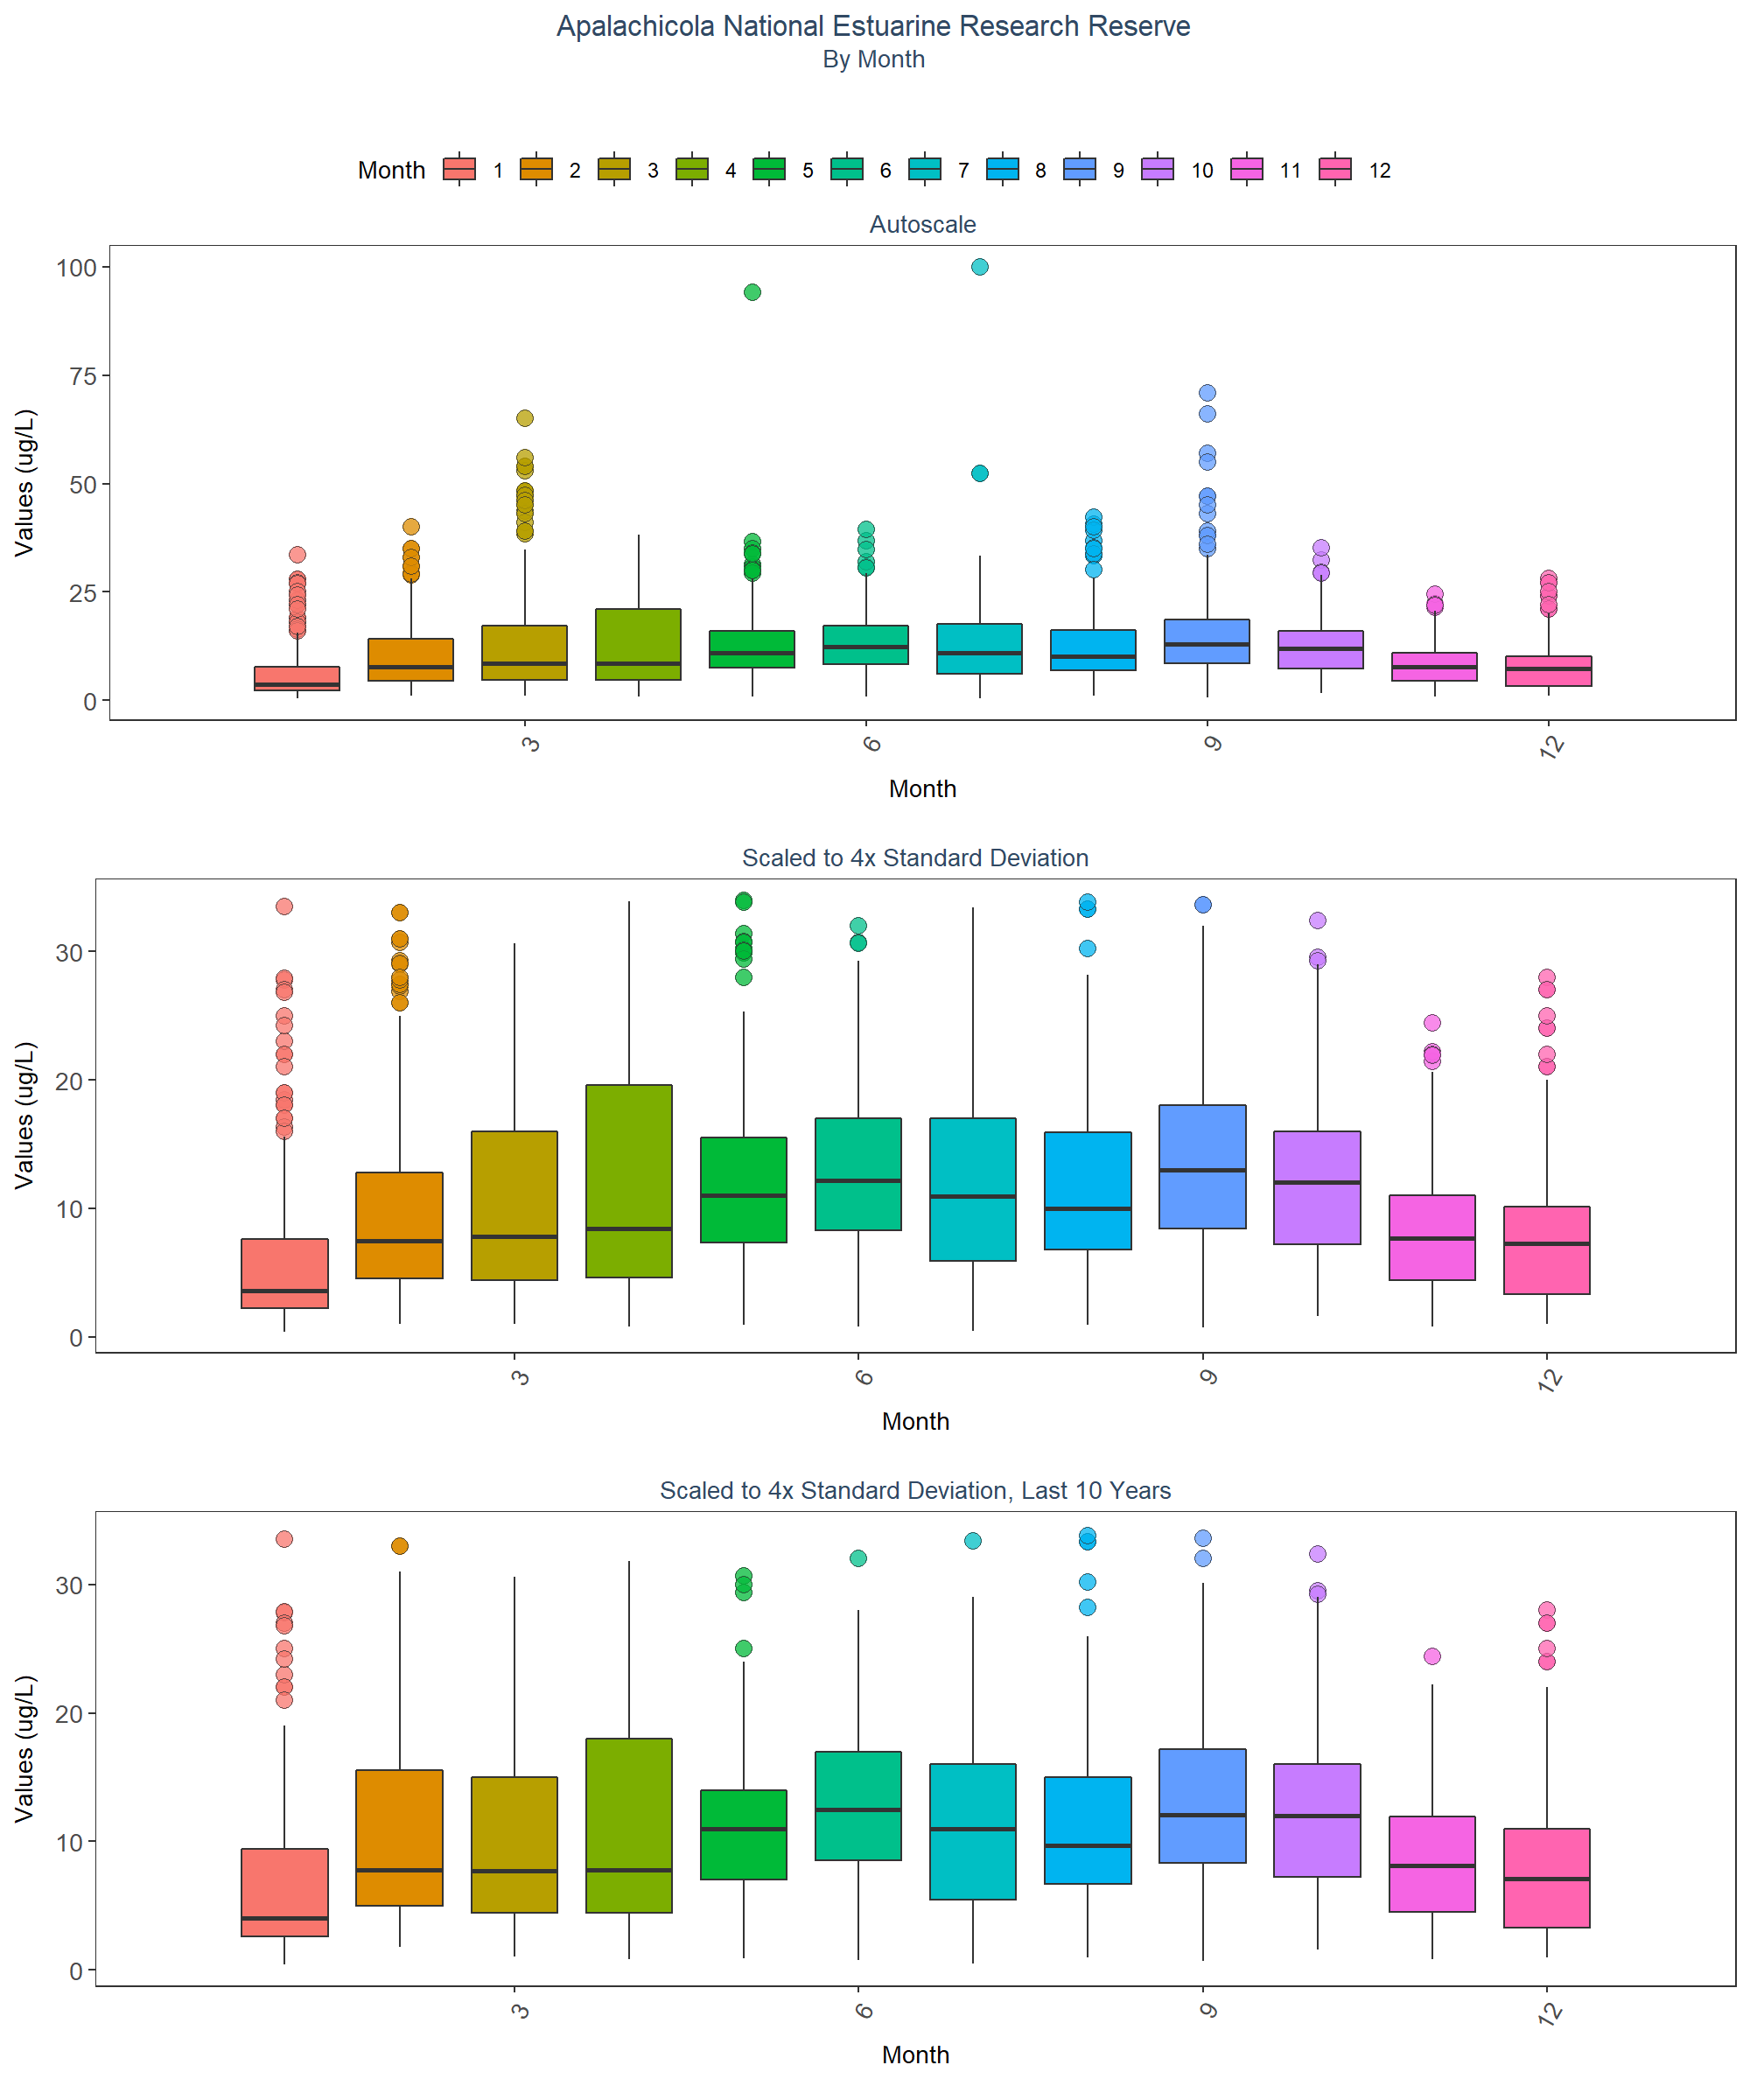 Apalachicola National Estuarine Research Reserve
By Month
Month 1 2 3 4 5 6 7 8 9 10 11 12
Autoscale
Values (ug/L)
100
75
50
25
0
3 6 9 12
Month
Scaled to 4x Standard Deviation
Values (ug/L)
30
20
10
0
3 6 9 12
Month
Scaled to 4x Standard Deviation, Last 10 Years
Values (ug/L)
30
20
10
0
3 6 9 12
Month